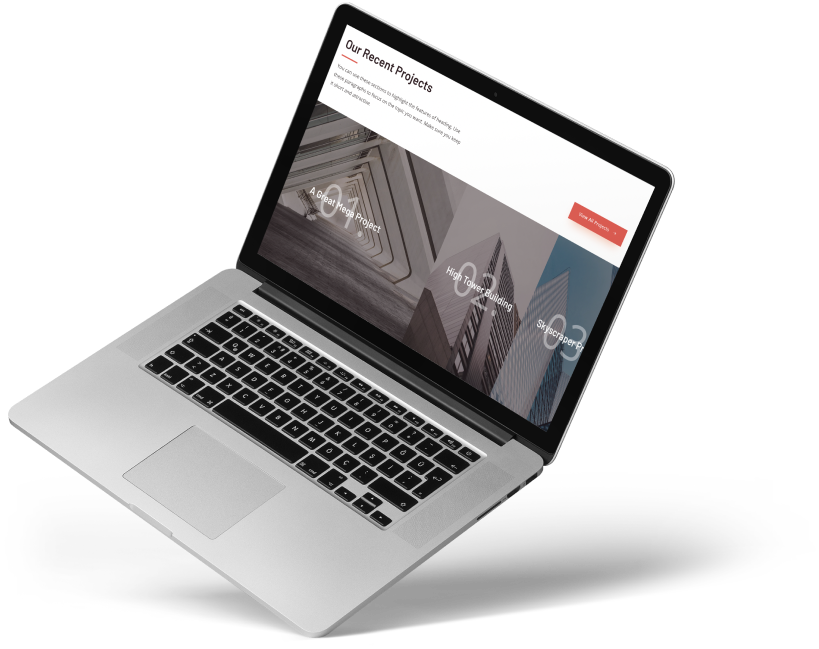 Our Recent Projects
You can use these sections to highlight the features of heading. Use
these paragraphs to focus on the topic you want. Make sure you keep
it short and attractive.
View All Projects
01.
A Great Mega Project
02.
High Tower Building
03
Skyscraper Pr